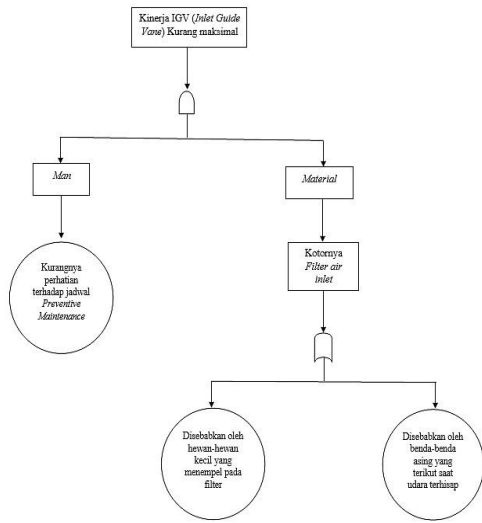 Kinerja IGV (Inlet Guide
Vane) Kurang maksimal
Man
Material
Kurangnya
perhatian
terhadap jadwal
Preventive
Maintenance
Kotornya
Filter air
inlet
Disebabkan oleh
hewan-hewan
kecil yang
menempel pada
filter
Disebabkan oleh
benda-benda
asing yang
terikut saat
udara terhisap